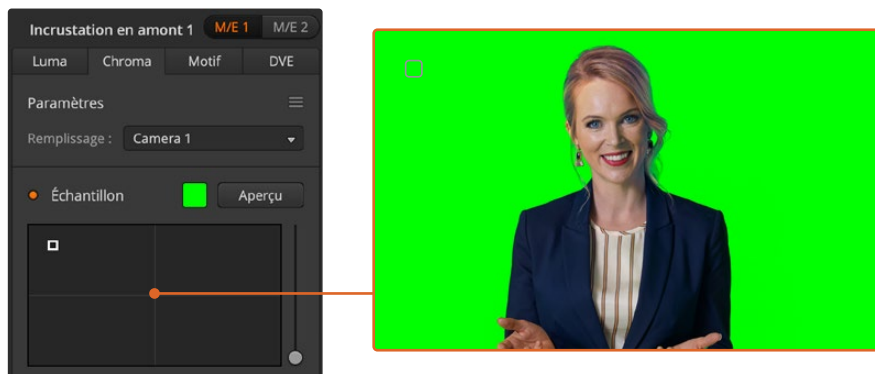 Incrustation en amont 1 M/E 1 M/E 2
Luma Chroma Motif DVE
Paramètres
Remplissage : Camera 1
Échantillon Aperçu